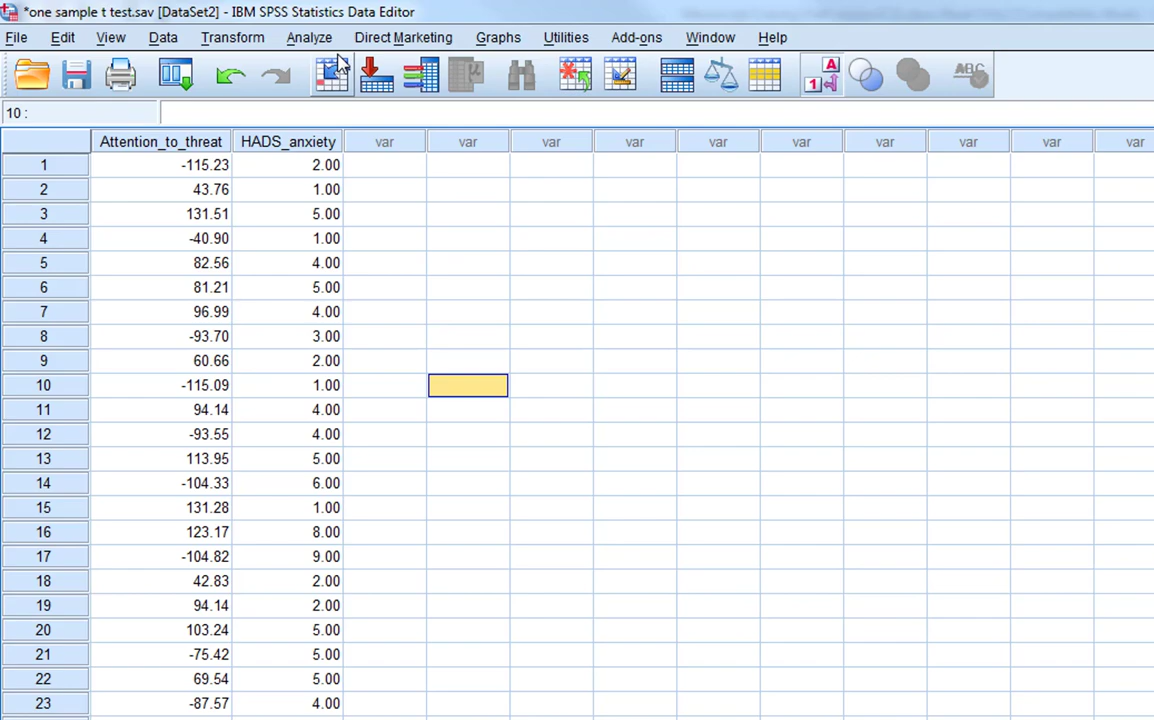 *one sample t test.sav [DataSet2] - IBM SPSS Statistics Data Editor
File Edit View Data Transform Analyze Direct Marketing Graphs Utilities Add-ons Window Help
A
1
ABC
10 :
Attention_to_threat HADS_anxiety var var var var var var var var var var
1 -115.23 2.00
2 43.76 1.00
3 131.51 5.00
4 -40.90 1.00
5 82.56 4.00
6 81.21 5.00
7 96.99 4.00
8 -93.70 3.00
9 60.66 2.00
10 -115.09 1.00
11 94.14 4.00
12 -93.55 4.00
13 113.95 5.00
14 -104.33 6.00
15 131.28 1.00
16 123.17 8.00
17 -104.82 9.00
18 42.83 2.00
19 94.14 2.00
20 103.24 5.00
21 -75.42 5.00
22 69.54 5.00
23 -87.57 4.00